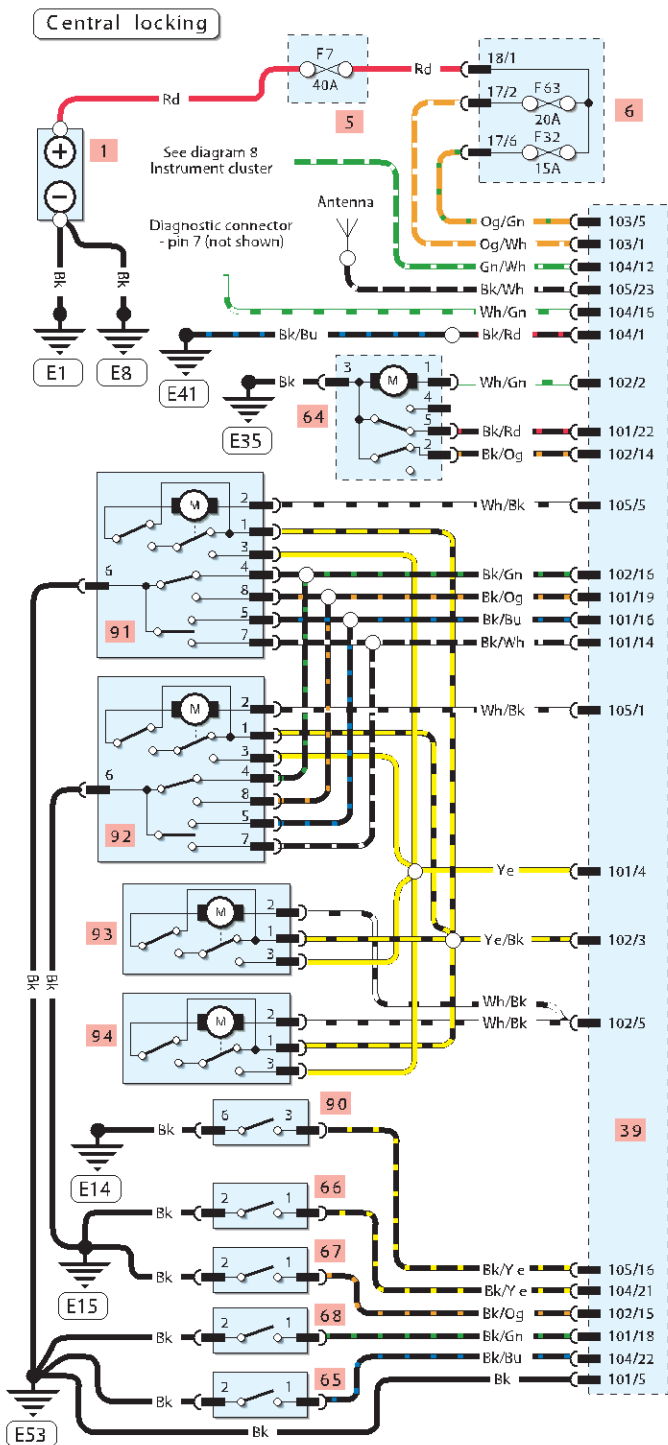 Central locking
F7
40A
5
Rd
Rd
18/1
17/2
F63
20A
17/6
F32
15A
6
1
See diagram 8
Instrument cluster
Antenna
Diagnostic connector
- pin 7 (not shown)
Og/Gn
103/5
Og/Wh
103/1
Gn/Wh
104/12
Bk/Wh
105/23
Wh/Gn
104/16
Bk/Bu
Bk/Rd
104/1
Bk
Bk
E1
E8
E41
Bk
3
M
1
Wh/Gn
102/2
4
64
5
Bk/Rd
101/22
2
Bk/Og
102/14
E35
M
2
Wh/Bk
105/5
1
3
6
4
Bk/Gn
102/16
8
Bk/Og
101/19
5
Bk/Bu
101/16
91
7
Bk/Wh
101/14
M
2
Wh/Bk
105/1
1
3
6
4
8
5
92
7
Ye
101/4
93
M
2
1
Ye/Bk
102/3
3
Bk
Bk
Wh/Bk
94
M
2
Wh/Bk
102/5
1
3
39
90
Bk
6
3
E14
66
Bk
2
1
67
Bk
2
1
Bk/Ye
105/16
Bk/Ye
104/21
E15
Bk/Og
102/15
68
Bk
2
1
Bk/Gn
101/18
Bk/Bu
104/22
65
Bk
2
1
Bk
101/5
E53
Bk